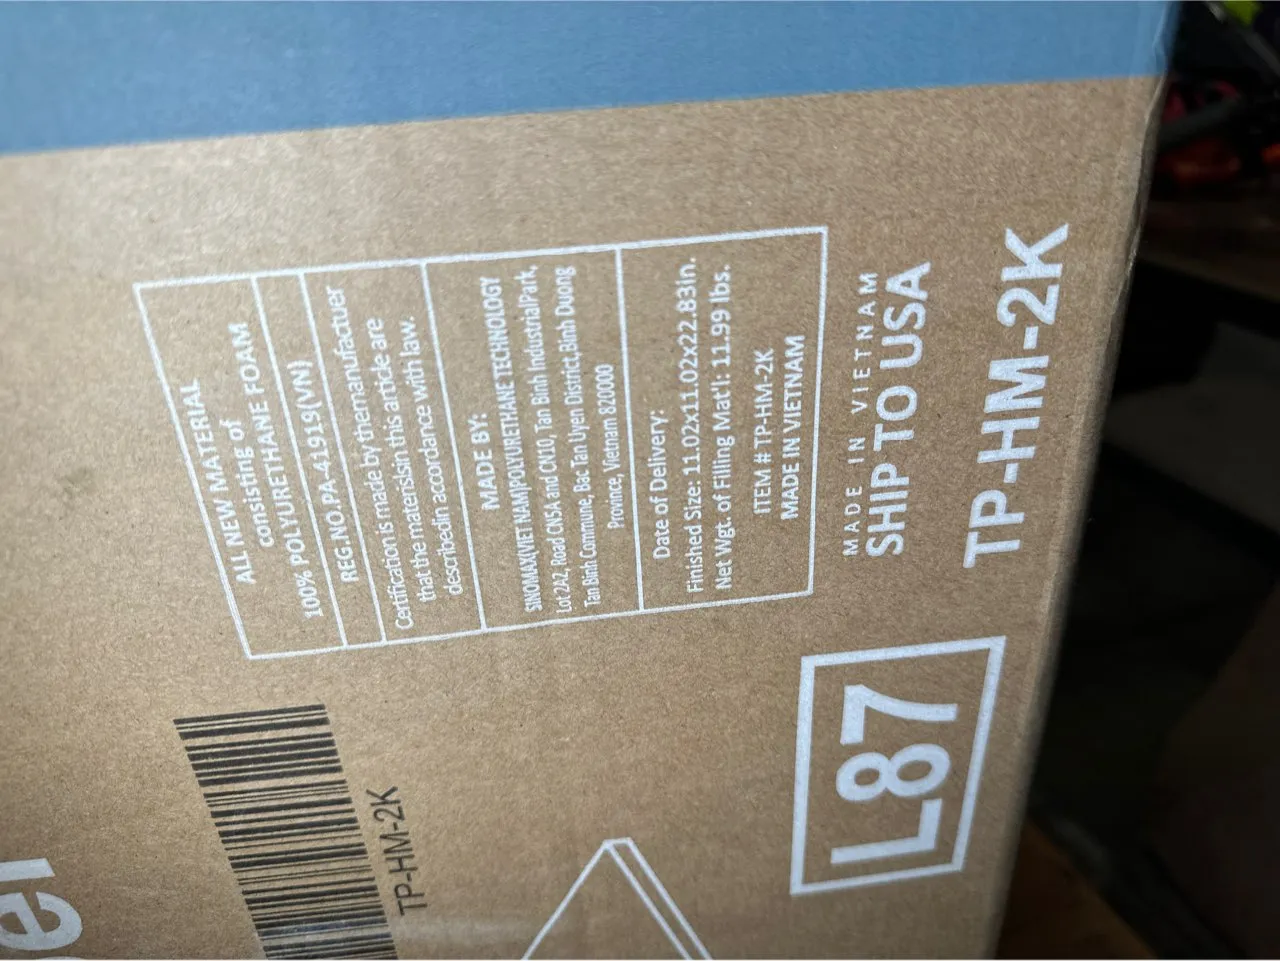 ALL NEW MATERIAL
consisting of
100% POLYURETHANE FOAM
REG.NO.PA-41919(VN)
Certification is made by themanufactuer
that the materialsin this article are
describedin accordance with law.
MADE BY:
SINOMAX(VIET NAM)POLYURETHANE TECHNOLOGY
Lot 2A2, Road CN5A and CN10, Tan Binh IndustrialPark,
Tan Binh Commune, Bac Tan Uyen District,Binh Duong
Province, Vietnam 820000
Date of Delivery:
Finished Size: 11.02x11.02x22.83in.
Net Wgt. of Filling Mat'l: 11.99 lbs.
ITEM # TP-HM-2K
MADE IN VIETNAM
MADE IN VIETNAM
SHIP TO USA
TP-HM-2K
TP-HM-2K
L87